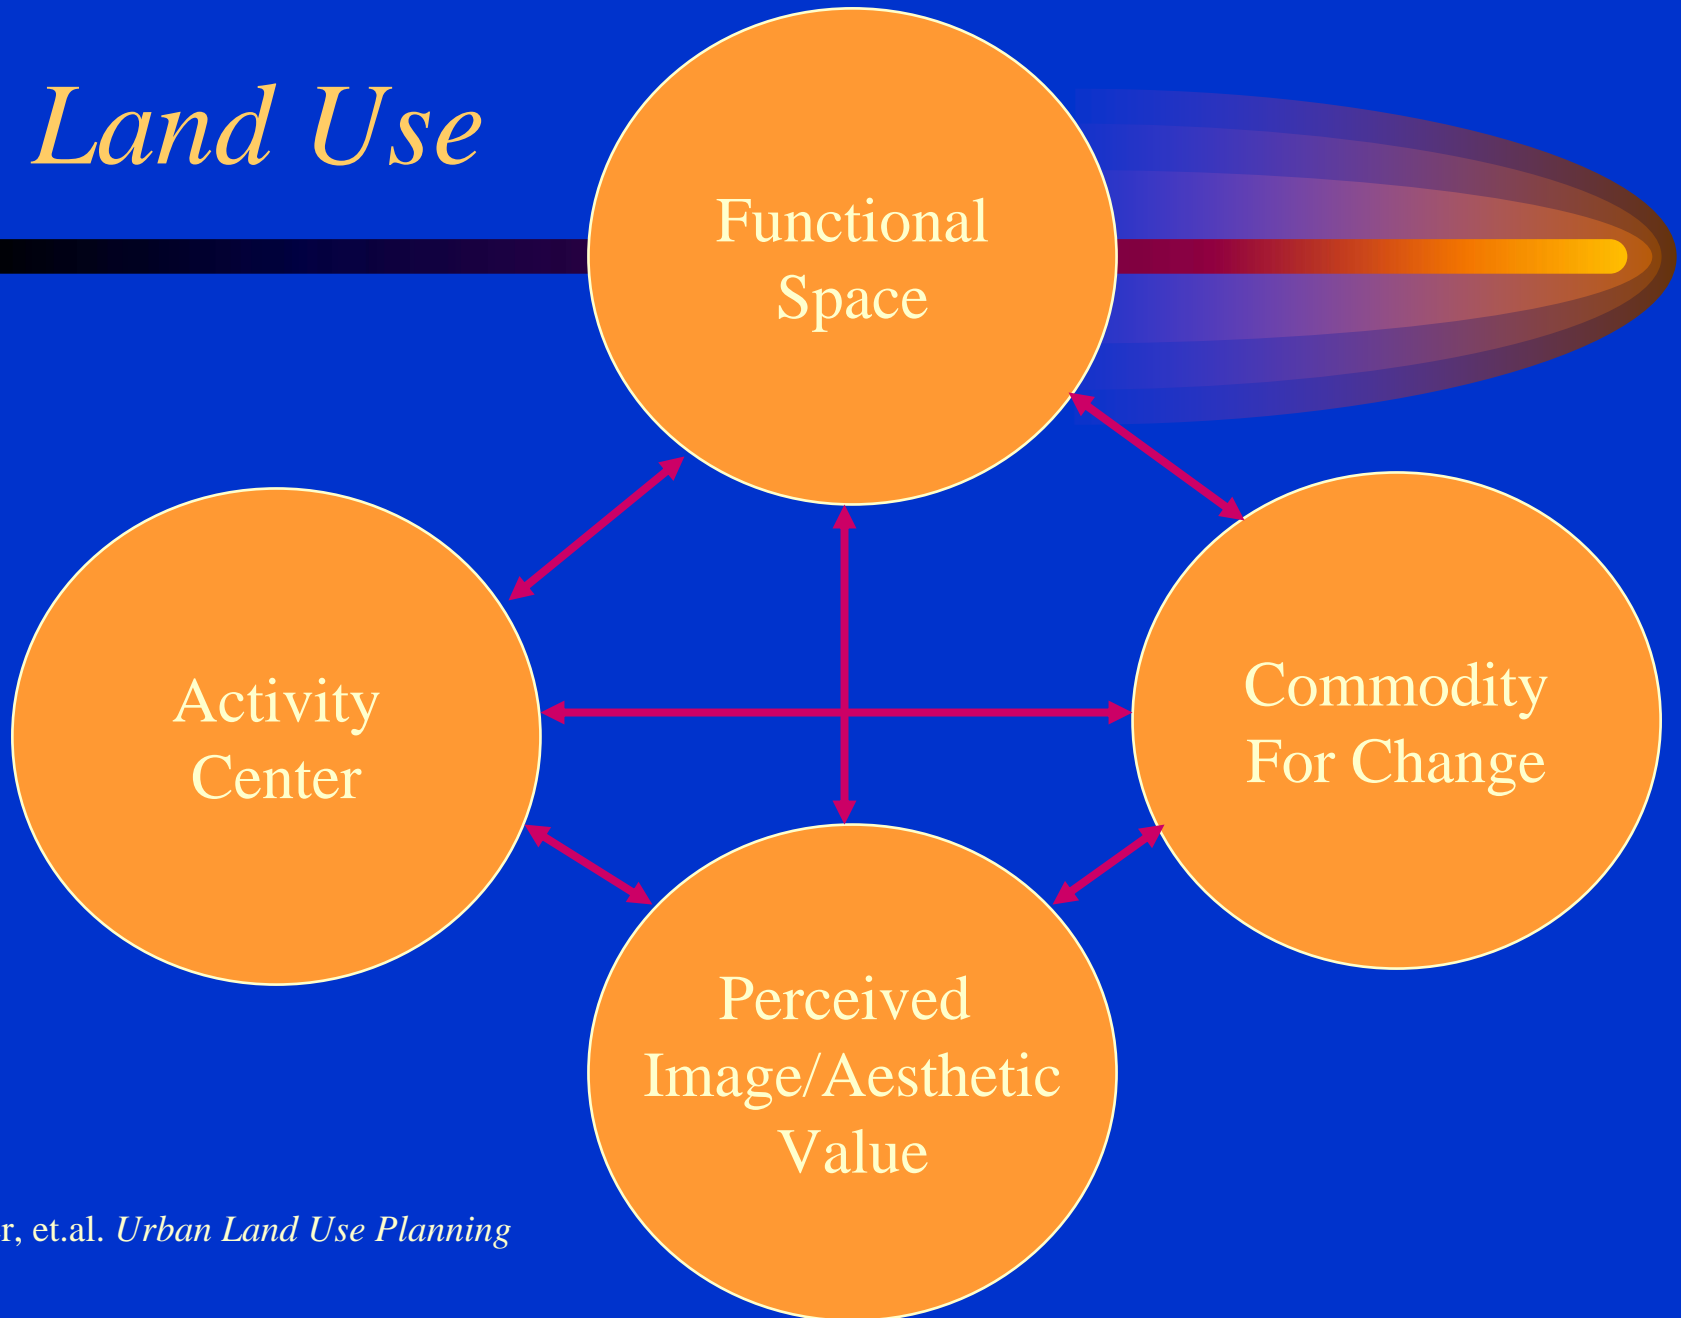 Land Use
Functional
Space
Activity
Center
Commodity
For Change
Perceived
Image/Aesthetic
Value
et.al. Urban Land Use Planning